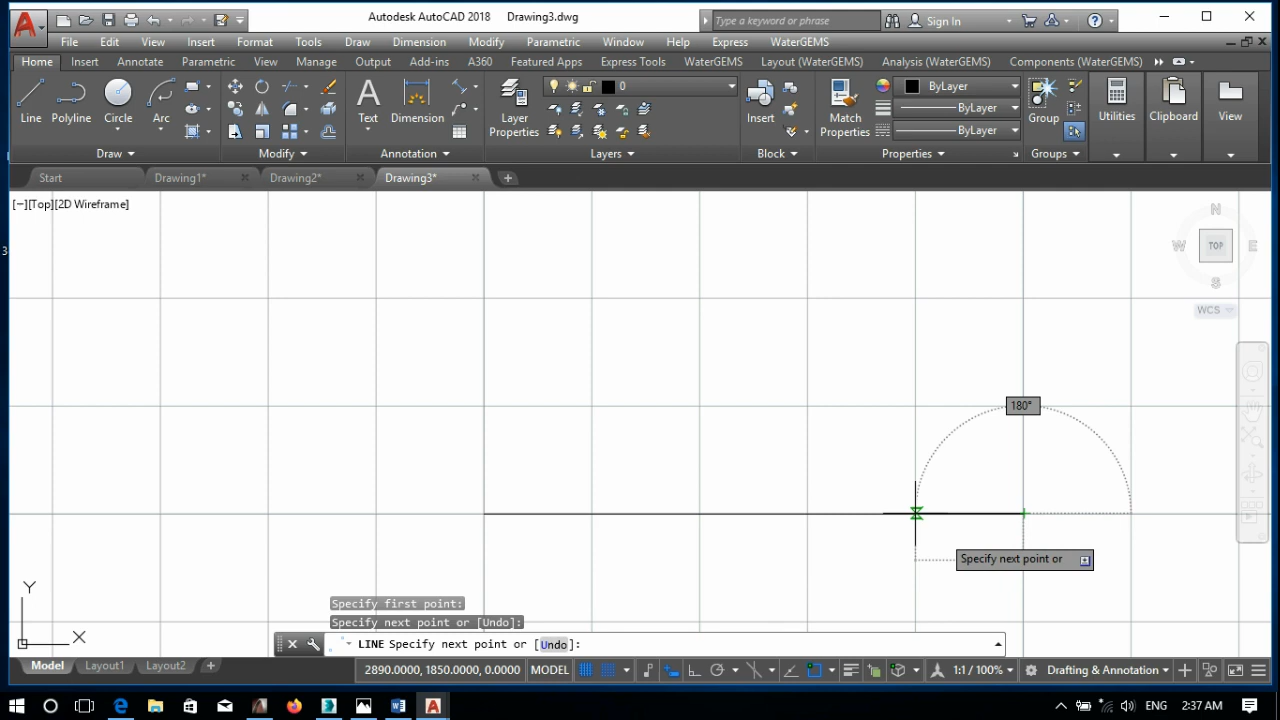 Autodesk AutoCAD 2018 Drawing3.dwg Type a keyword or phrase Sign In
File Edit View Insert Format Tools Draw Dimension Modify Parametric Window Help Express WaterGEMS
Home Insert Annotate Parametric View Manage Output Add-ins A360 Featured Apps Express Tools WaterGEMS Layout (WaterGEMS) Analysis (WaterGEMS) Components (WaterGEMS)
0 ByLayer
ByLayer
Line Polyline Circle Arc Text Dimension Layer Properties Insert Match Properties Group Utilities Clipboard View
ByLayer
Draw Modify Annotation Layers Block Properties Groups
Start Drawing1* Drawing2* Drawing3*
[−][Top][2D Wireframe]
N
W TOP E
S
3
WCS
180°
Specify next point or
Y
X
Specify first point:
Specify next point or [Undo]:
LINE Specify next point or [Undo]:
Model Layout1 Layout2 2890.0000, 1850.0000, 0.0000 MODEL 1:1 / 100% Drafting & Annotation
ENG 2:37 AM